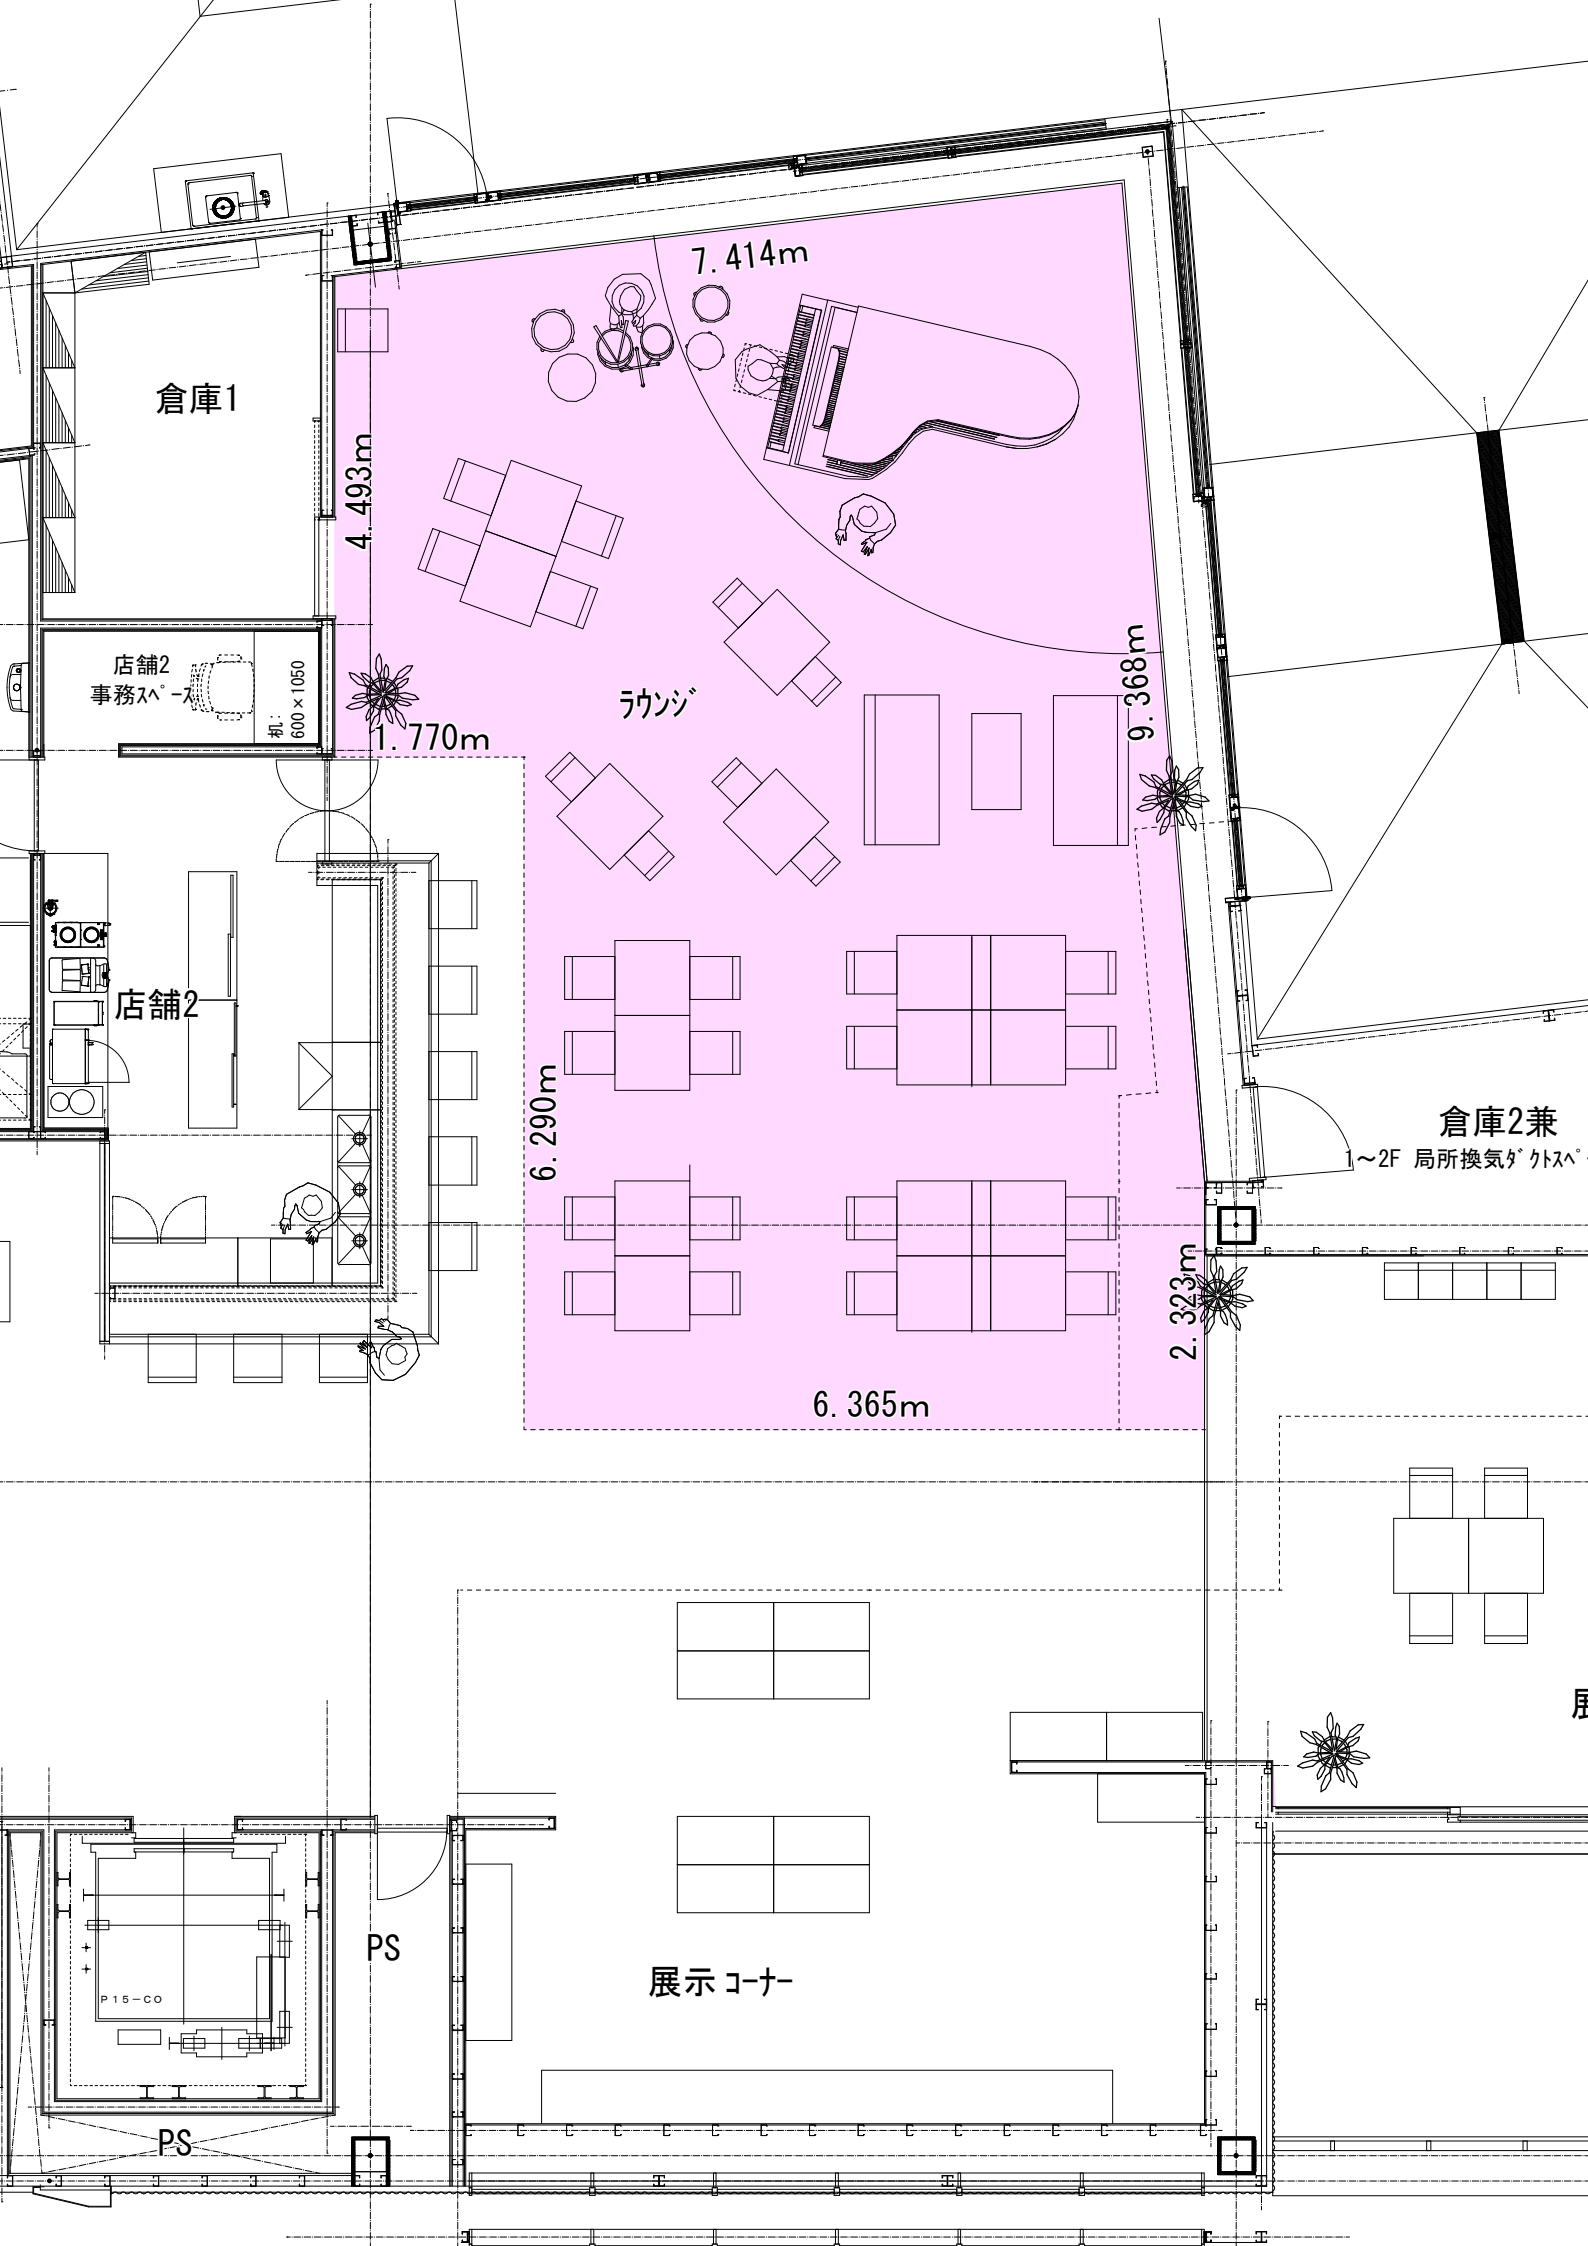 7.414m
倉庫1
4.493m
店舗2
事務ｽﾍﾟｰｽ
机:
600×1050
ﾗｳﾝｼﾞ
9.368m
1.770m
店舗2
6.290m
倉庫2兼
1～2F 局所換気ﾀﾞｸﾄｽﾍﾟ
2.323m
6.365m
PS
展示 ｺｰﾅｰ
P15-CO
PS